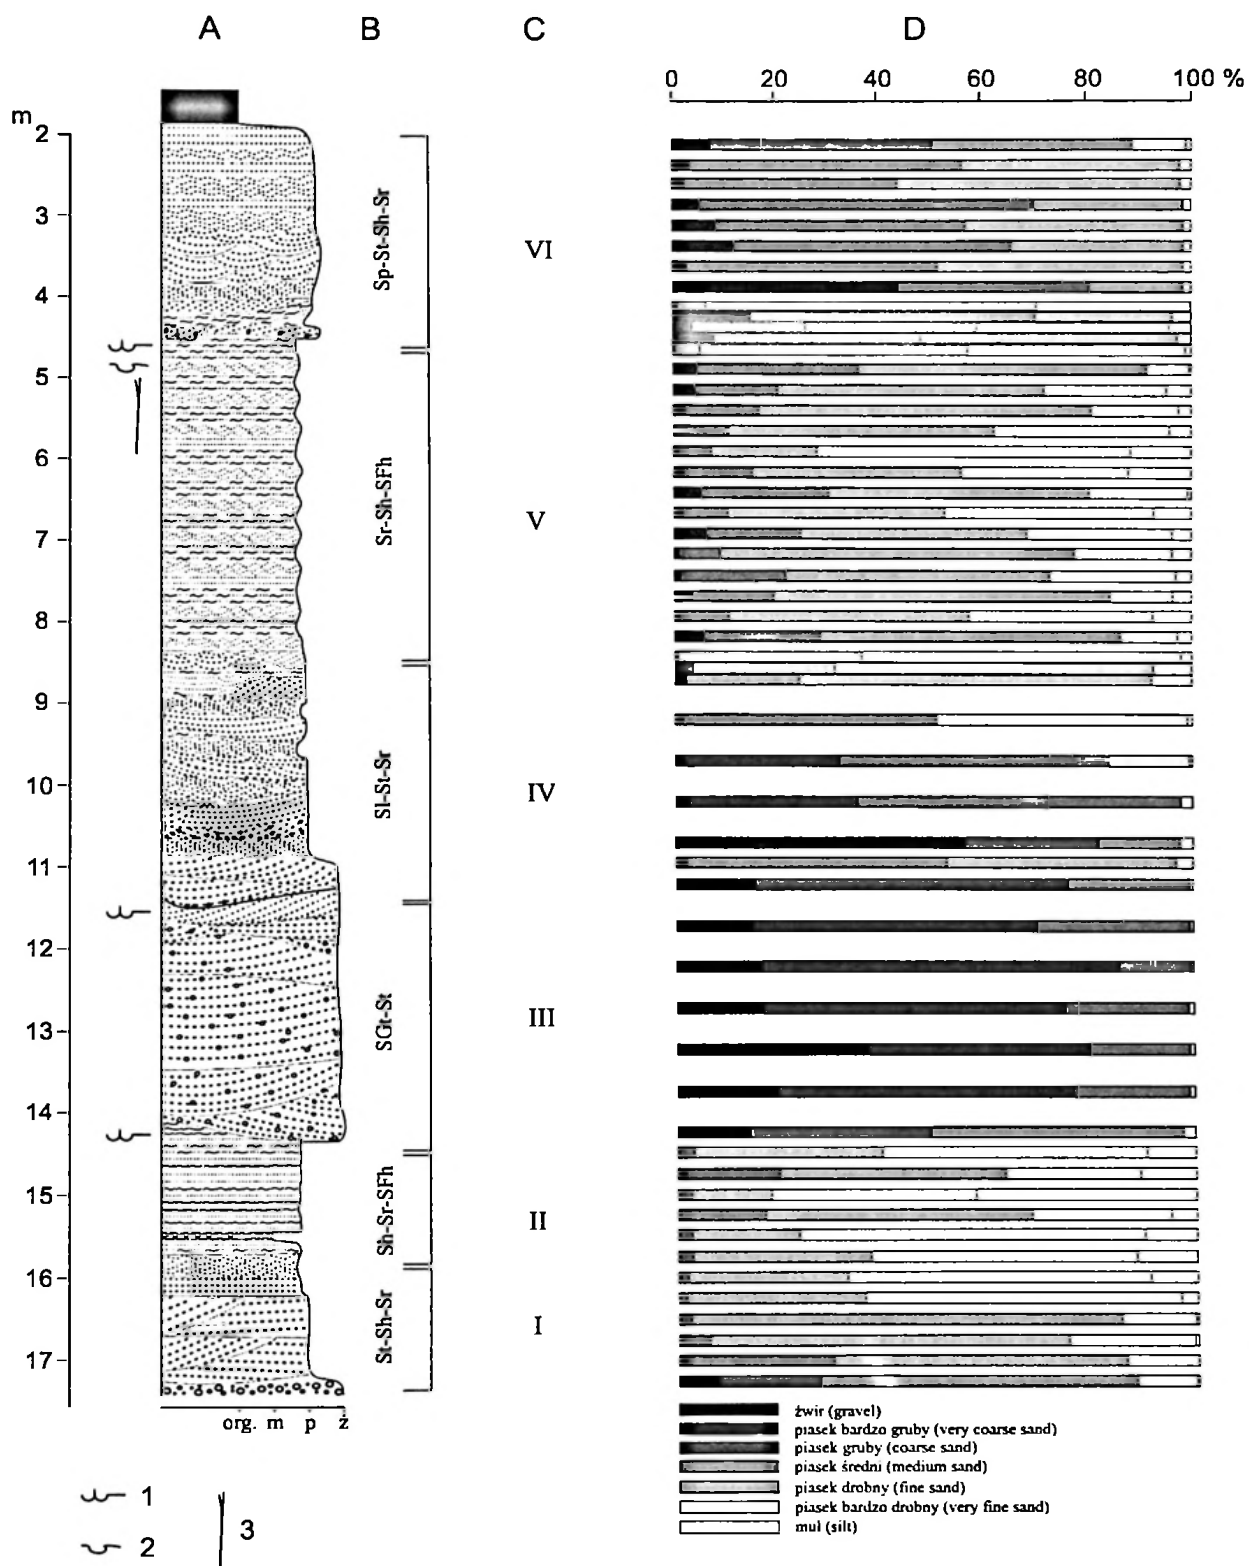 A B C D
0 20 40 60 80 100 %
m
2
3
4
5
6
7
8
9
10
11
12
13
14
15
16
17
Sp-St-Sh-Sr
Sr-Sh-SFh
Sl-St-Sr
SGt-St
Sh-Sr-SFh
St-Sh-Sr
VI
V
IV
III
II
I
org. m p ż
żwir (gravel)
piasek bardzo gruby (very coarse sand)
piasek gruby (coarse sand)
piasek średni (medium sand)
piasek drobny (fine sand)
piasek bardzo drobny (very fine sand)
muł (silt)
1
2
3